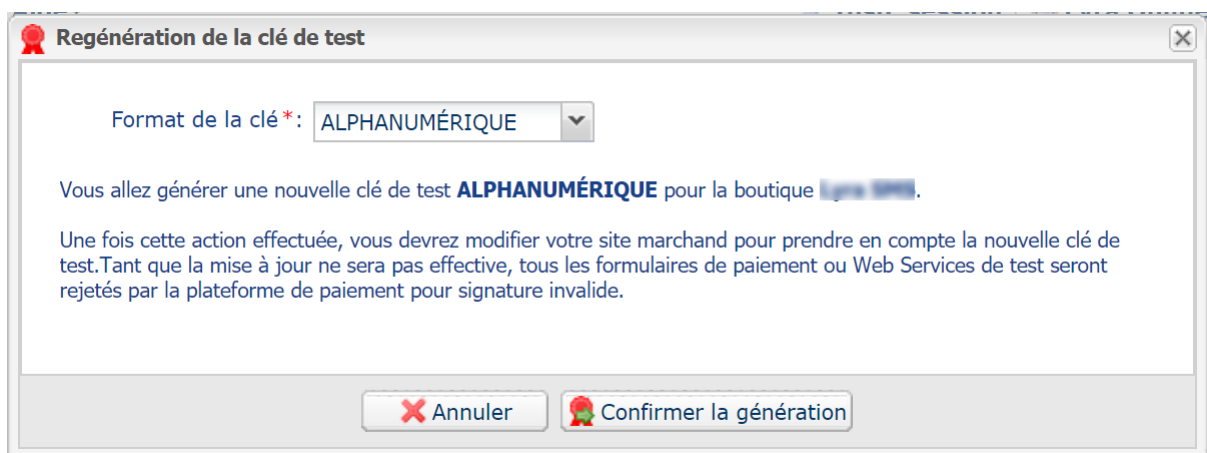 Regénération de la clé de test
Format de la clé*: ALPHANUMÉRIQUE
Vous allez générer une nouvelle clé de test ALPHANUMÉRIQUE pour la boutique .
Une fois cette action effectuée, vous devrez modifier votre site marchand pour prendre en compte la nouvelle clé de
test.Tant que la mise à jour ne sera pas effective, tous les formulaires de paiement ou Web Services de test seront
rejetés par la plateforme de paiement pour signature invalide.
Annuler Confirmer la génération